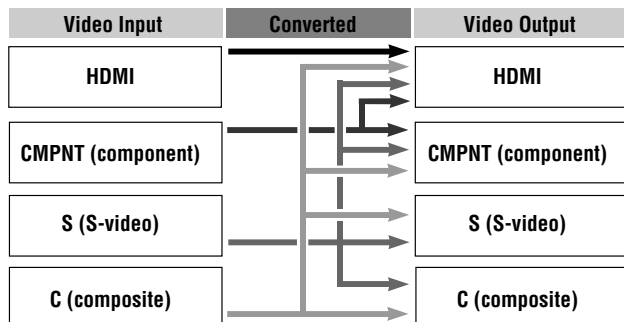 Video Input Converted Video Output
HDMI HDMI
CMPNT (component) CMPNT (component)
S (S-video) S (S-video)
C (composite) C (composite)